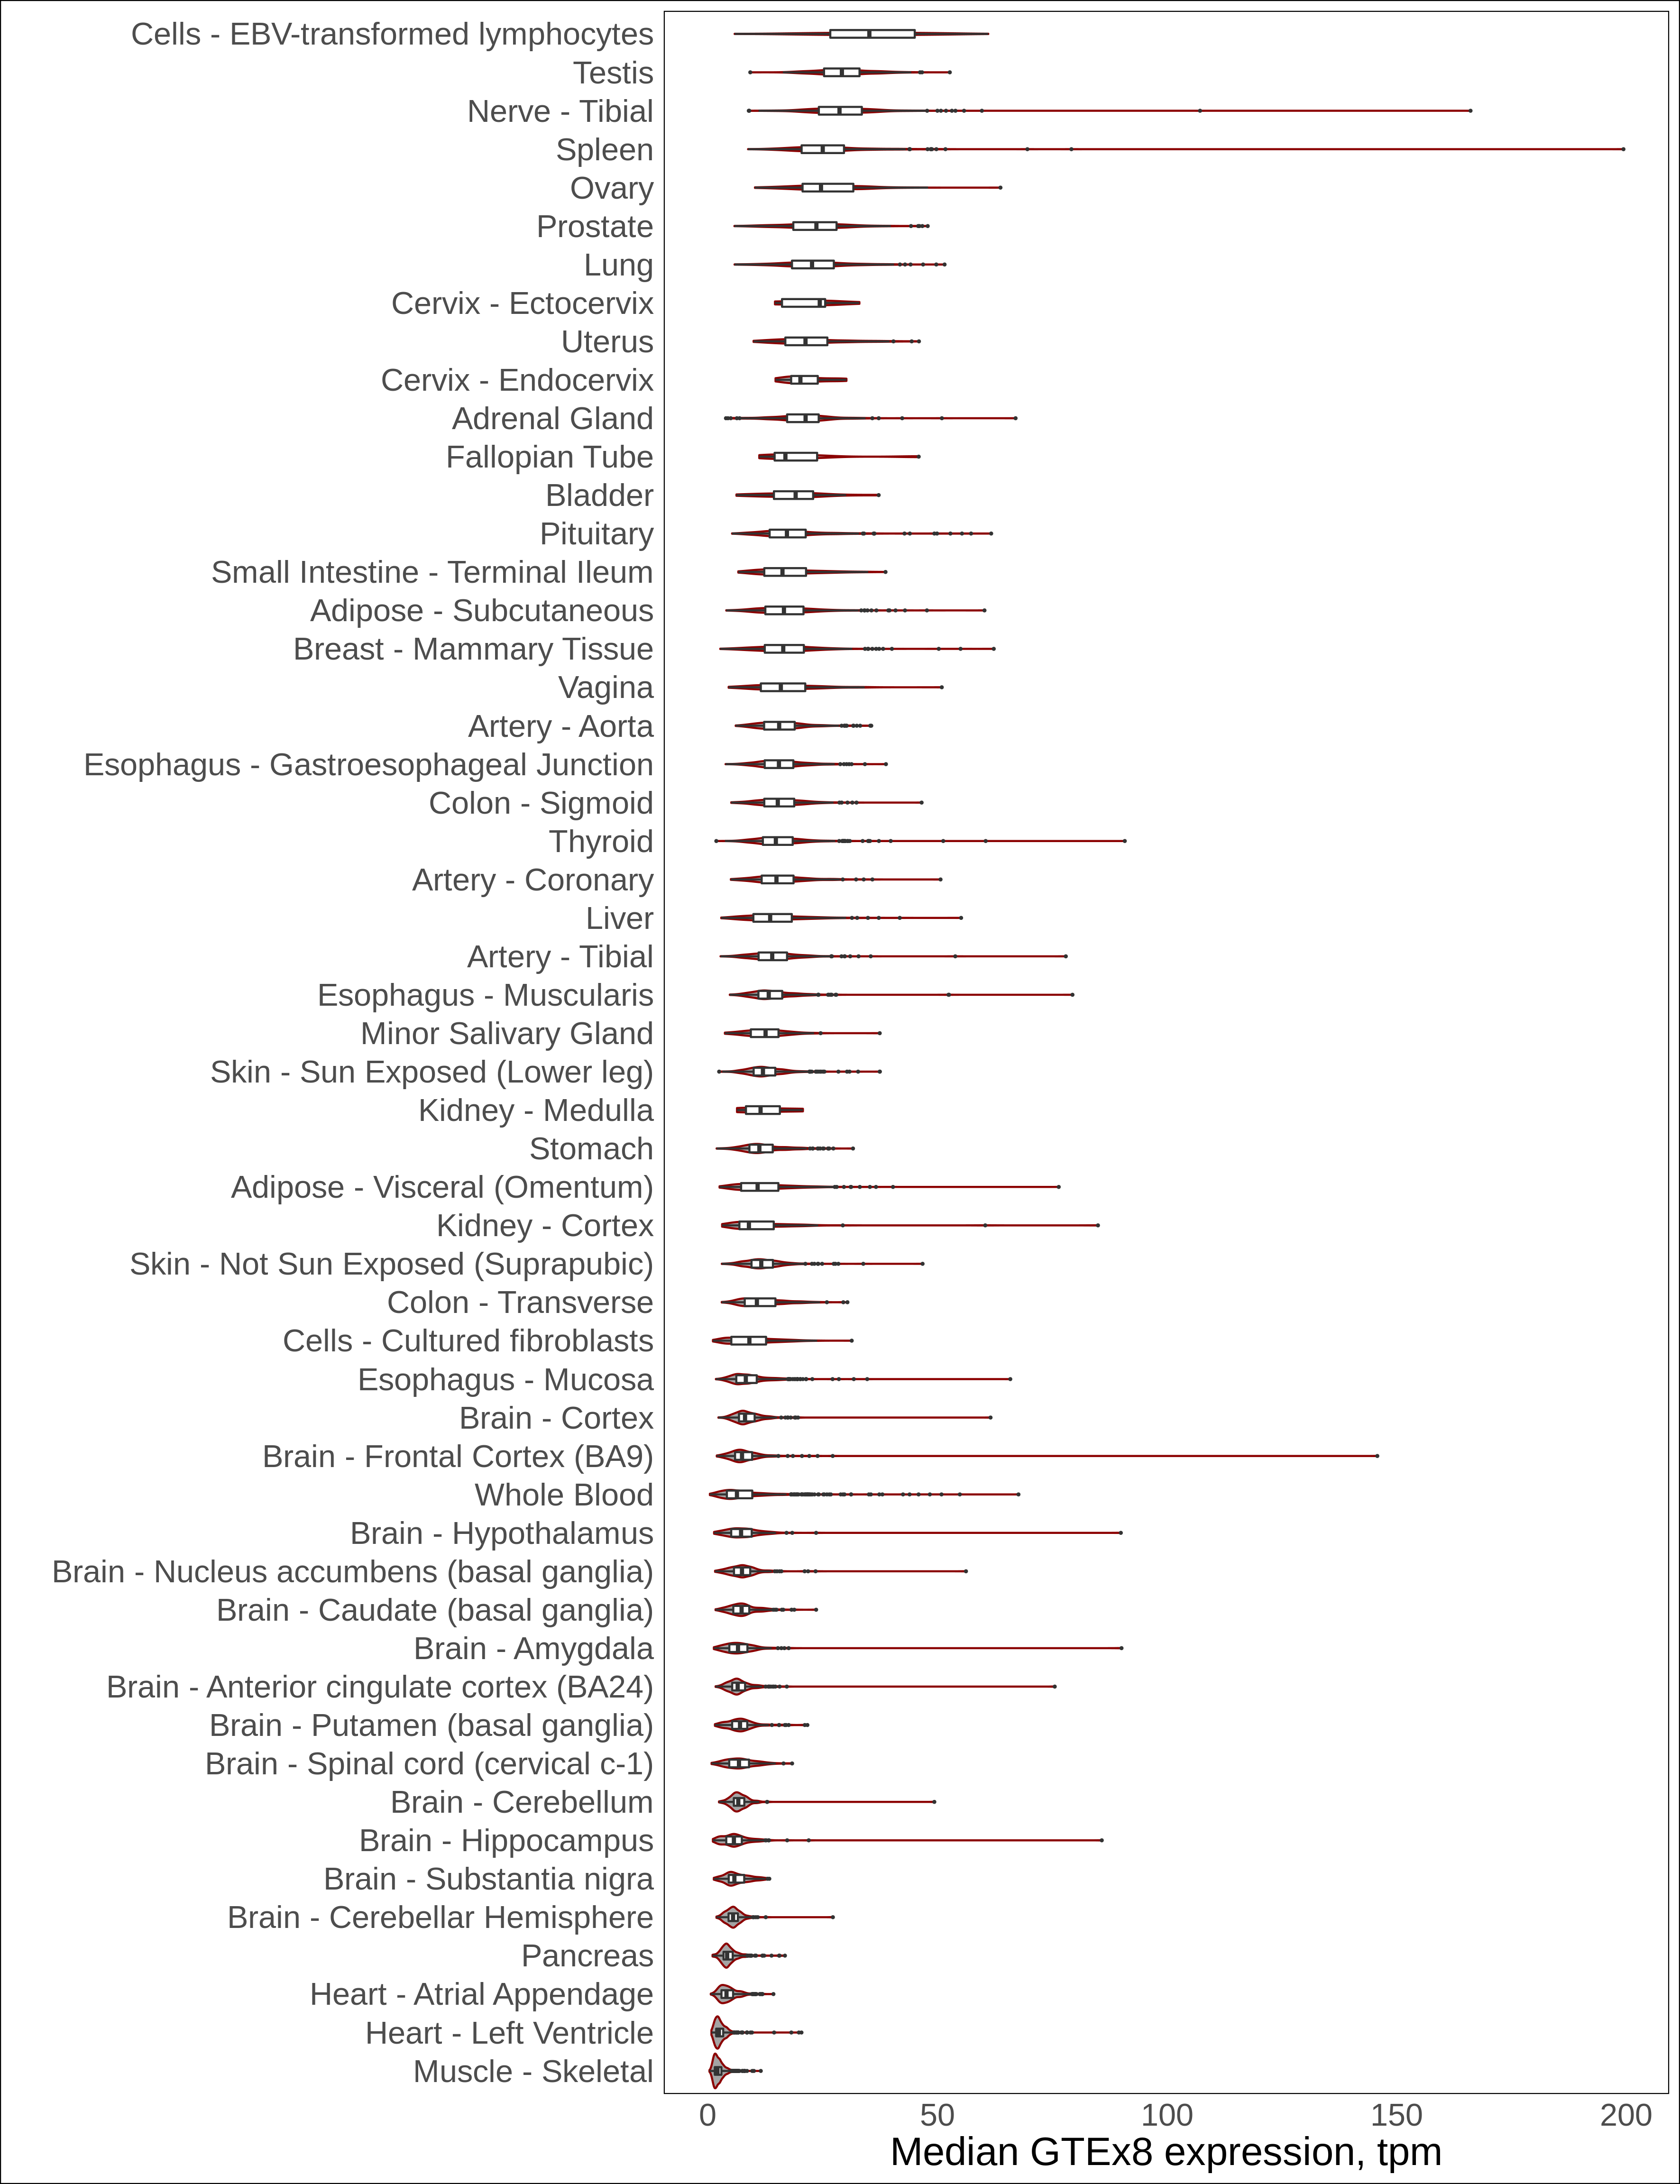 Cells - EBV-transformed lymphocytes
Testis
Nerve - Tibial
Spleen
Ovary
Prostate
Lung
Cervix - Ectocervix
Uterus
Cervix - Endocervix
Adrenal Gland
Fallopian Tube
Bladder
Pituitary
Small Intestine - Terminal Ileum
Adipose - Subcutaneous
Breast - Mammary Tissue
Vagina
Artery - Aorta
Esophagus - Gastroesophageal Junction
Colon - Sigmoid
Thyroid
Artery - Coronary
Liver
Artery - Tibial
Esophagus - Muscularis
Minor Salivary Gland
Skin - Sun Exposed (Lower leg)
Kidney - Medulla
Stomach
Adipose - Visceral (Omentum)
Kidney - Cortex
Skin - Not Sun Exposed (Suprapubic)
Colon - Transverse
Cells - Cultured fibroblasts
Esophagus - Mucosa
Brain - Cortex
Brain - Frontal Cortex (BA9)
Whole Blood
Brain - Hypothalamus
Brain - Nucleus accumbens (basal ganglia)
Brain - Caudate (basal ganglia)
Brain - Amygdala
Brain - Anterior cingulate cortex (BA24)
Brain - Putamen (basal ganglia)
Brain - Spinal cord (cervical c-1)
Brain - Cerebellum
Brain - Hippocampus
Brain - Substantia nigra
Brain - Cerebellar Hemisphere
Pancreas
Heart - Atrial Appendage
Heart - Left Ventricle
Muscle - Skeletal
0 50 100 150 200
Median GTEx8 expression, tpm